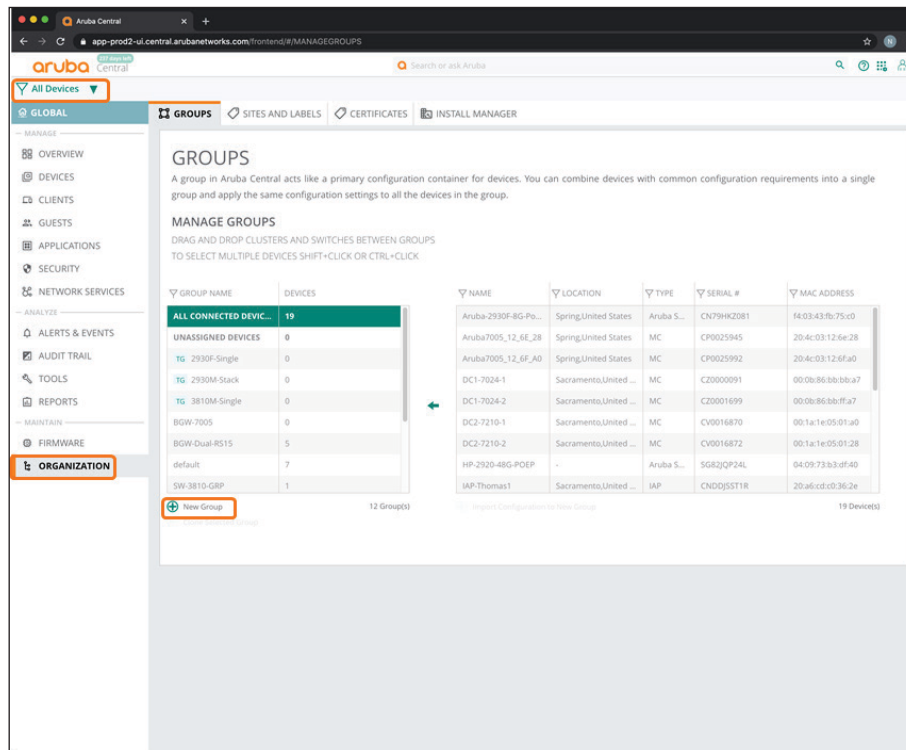 Aruba Central
app-prod2-ui.central.arubanetworks.com/frontend/#/MANAGEGROUPS
aruba Central
Search or ask Aruba
All Devices
GLOBAL
GROUPS SITES AND LABELS CERTIFICATES INSTALL MANAGER
MANAGE
OVERVIEW
DEVICES
CLIENTS
GUESTS
APPLICATIONS
SECURITY
NETWORK SERVICES
ANALYZE
ALERTS & EVENTS
AUDIT TRAIL
TOOLS
REPORTS
MAINTAIN
FIRMWARE
ORGANIZATION
GROUPS
A group in Aruba Central acts like a primary configuration container for devices. You can combine devices with common configuration requirements into a single
group and apply the same configuration settings to all the devices in the group.
MANAGE GROUPS
DRAG AND DROP CLUSTERS AND SWITCHES BETWEEN GROUPS
TO SELECT MULTIPLE DEVICES SHIFT+CLICK OR CTRL+CLICK
GROUP NAME DEVICES
ALL CONNECTED DEVIC... 19
UNASSIGNED DEVICES 0
TG 2930F-Single 0
TG 2930M-Stack 0
TG 3810M-Single 0
BGW-7005 0
BGW-Dual-RS15 5
default 7
SW-3810-GRP 1
New Group 12 Group(s)
NAME LOCATION TYPE SERIAL # MAC ADDRESS
Aruba-2930F-8G-Po... Spring,United States Aruba S... CN79HKZ081 f4:03:43:fb:75:c0
Aruba7005_12_6E_28 Spring,United States MC CP0025945 20:4c:03:12:6e:28
Aruba7005_12_6F_A0 Spring,United States MC CP0025992 20:4c:03:12:6f:a0
DC1-7024-1 Sacramento,United ... MC CZ0000091 00:0b:86:bb:bb:a7
DC1-7024-2 Sacramento,United ... MC CZ0001699 00:0b:86:bb:ff:a7
DC2-7210-1 Sacramento,United ... MC CV0016870 00:1a:1e:05:01:a0
DC2-7210-2 Sacramento,United ... MC CV0016872 00:1a:1e:05:01:28
HP-2920-48G-POEP - Aruba S... SG82JQP24L 04:09:73:b3:df:40
IAP-Thomas1 Sacramento,United ... IAP CNDDJSST1R 20:a6:cd:c0:36:2e
Import Configuration to New Group 19 Device(s)